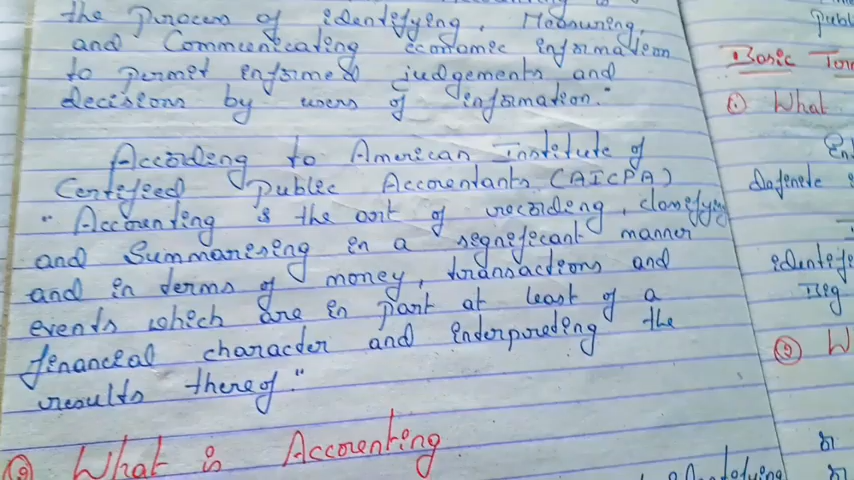 the process of identifying, Measuring,
and Communicating economic information
to permit informed judgements and
decisions by users of information."
According to American Institute of
Certified Public Accountants (AICPA)
" Accounting is the art of recording, classifying
and Summarising in a significant manner
and in terms of money, transactions and
events which are in part at least of a
financial character and interpreting the
results thereof "
③ What is Accounting
Basic
① What
②